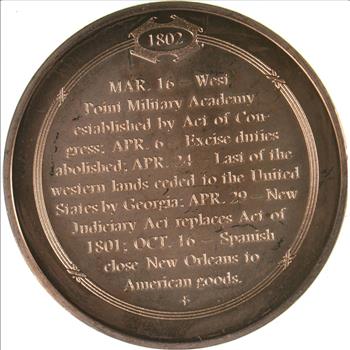 1802
MAR. 16 – West
Point Military Academy
established by Act of Con-
gress; APR. 6 – Excise duties
abolished; APR. 24 – Last of the
western lands ceded to the United
States by Georgia; APR. 29 – New
Judiciary Act replaces Act of
1801; OCT. 16 – Spanish
close New Orleans to
American goods.